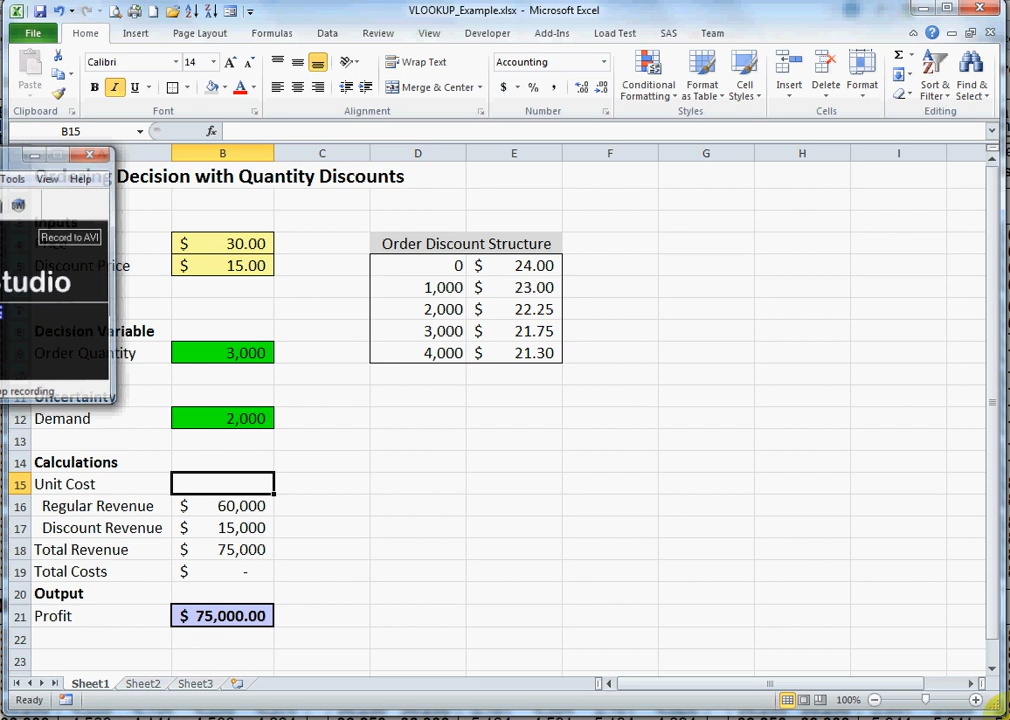 VLOOKUP_Example.xlsx - Microsoft Excel
File Home Insert Page Layout Formulas Data Review View Developer Add-Ins Load Test SAS Team
Calibri 14 Wrap Text Accounting
Paste B I U Merge & Center $ % , Conditional Formatting as Table Cell Styles Insert Delete Format Sort & Filter Find & Select
Clipboard Font Alignment Number Styles Cells Editing
B15 fx
B C D E F G H I
Tools View Help
Decision with Quantity Discounts
Record to AVI
$ 30.00 Order Discount Structure
Discount Price $ 15.00 0 $ 24.00
tudio 1,000 $ 23.00
2,000 $ 22.25
Decision Variable 3,000 $ 21.75
Order Quantity 3,000 4,000 $ 21.30
op recording
Uncertainty
12 Demand 2,000
13
14 Calculations
15 Unit Cost
16 Regular Revenue $ 60,000
17 Discount Revenue $ 15,000
18 Total Revenue $ 75,000
19 Total Costs $ -
20 Output
21 Profit $ 75,000.00
22
23
Sheet1 Sheet2 Sheet3
Ready 100%